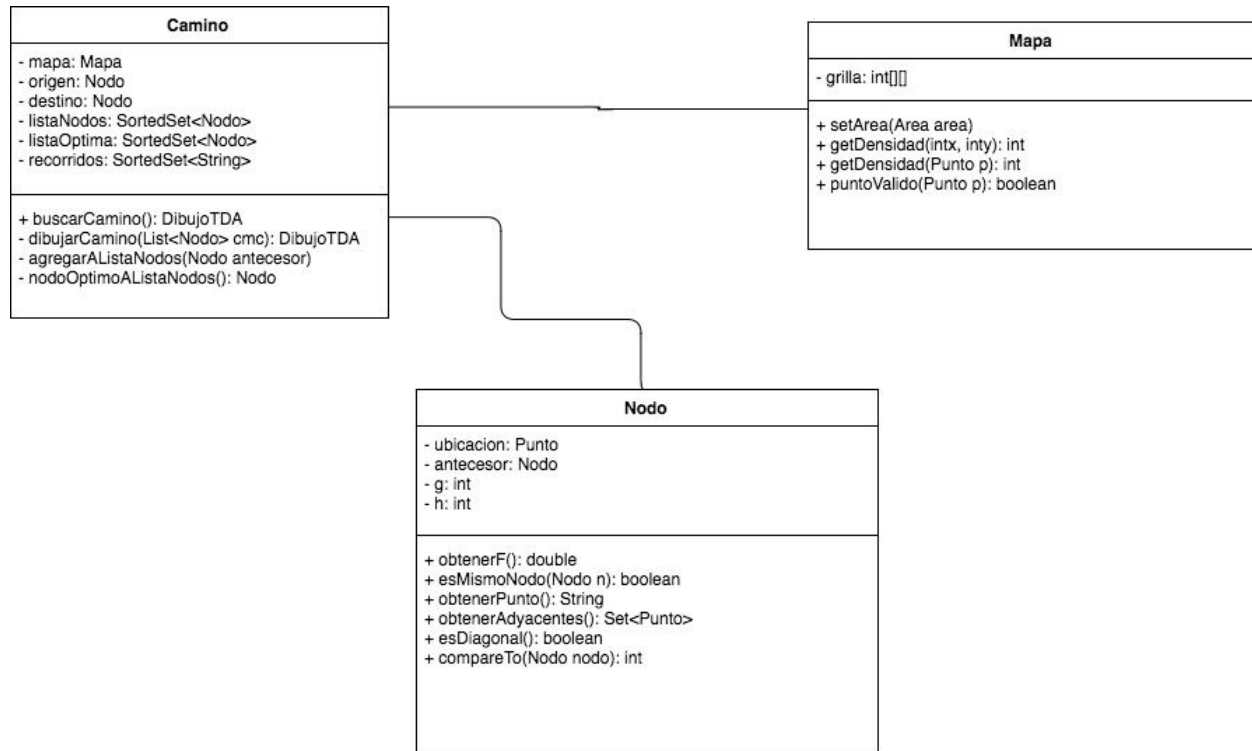 Camino
- mapa: Mapa
- origen: Nodo
- destino: Nodo
- listaNodos: SortedSet<Nodo>
- listaOptima: SortedSet<Nodo>
- recorridos: SortedSet<String>
+ buscarCamino(): DibujoTDA
- dibujarCamino(List<Nodo> cmc): DibujoTDA
- agregarAListaNodos(Nodo antecesor)
- nodoOptimoAListaNodos(): Nodo
Mapa
- grilla: int[][]
+ setArea(Area area)
+ getDensidad(intx, inty): int
+ getDensidad(Punto p): int
+ puntoValido(Punto p): boolean
Nodo
- ubicacion: Punto
- antecesor: Nodo
- g: int
- h: int
+ obtenerF(): double
+ esMismoNodo(Nodo n): boolean
+ obtenerPunto(): String
+ obtenerAdyacentes(): Set<Punto>
+ esDiagonal(): boolean
+ compareTo(Nodo nodo): int